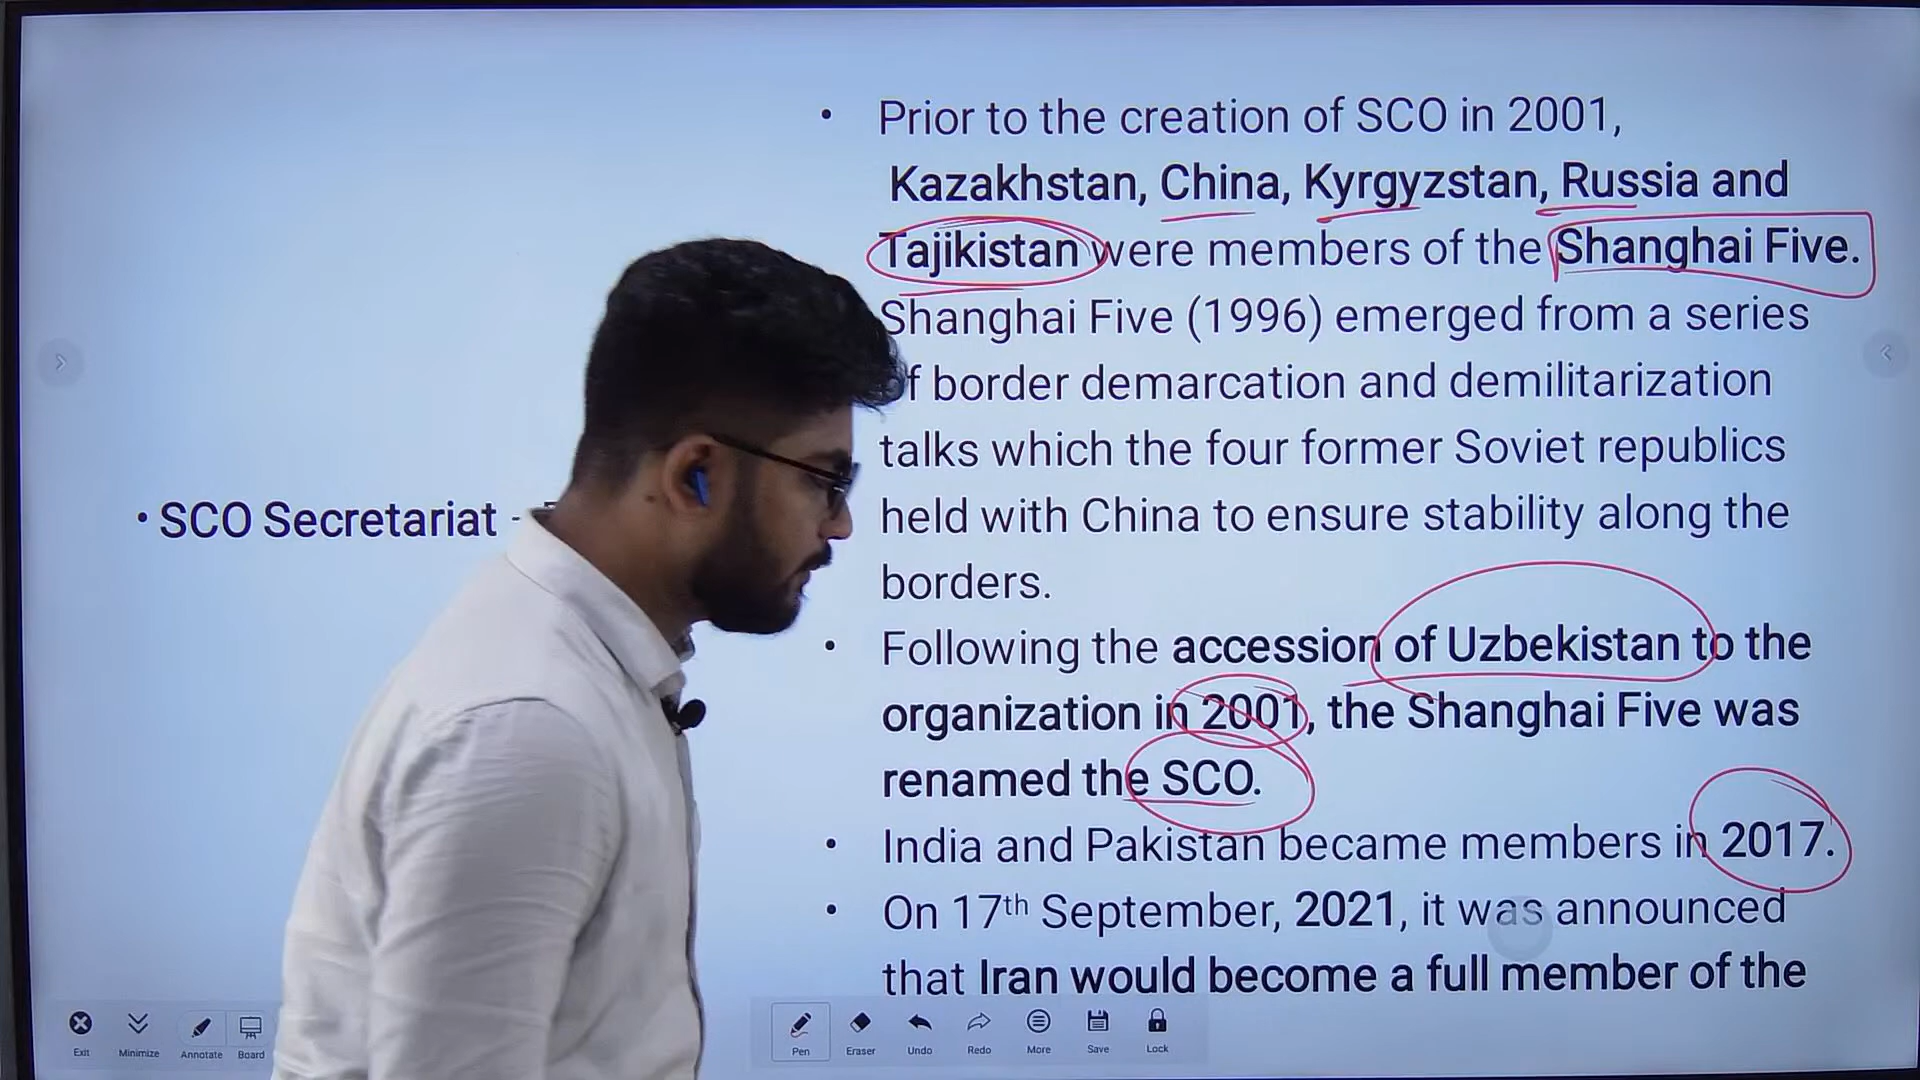 • Prior to the creation of SCO in 2001,
Kazakhstan, China, Kyrgyzstan, Russia and
Tajikistan were members of the Shanghai Five.
Shanghai Five (1996) emerged from a series
of border demarcation and demilitarization
talks which the four former Soviet republics
held with China to ensure stability along the
borders.
• SCO Secretariat -
• Following the accession of Uzbekistan to the
organization in 2001, the Shanghai Five was
renamed the SCO.
• India and Pakistan became members in 2017.
• On 17th September, 2021, it was announced
that Iran would become a full member of the
Exit Minimize Annotate Board Pen Eraser Undo Redo More Save Lock